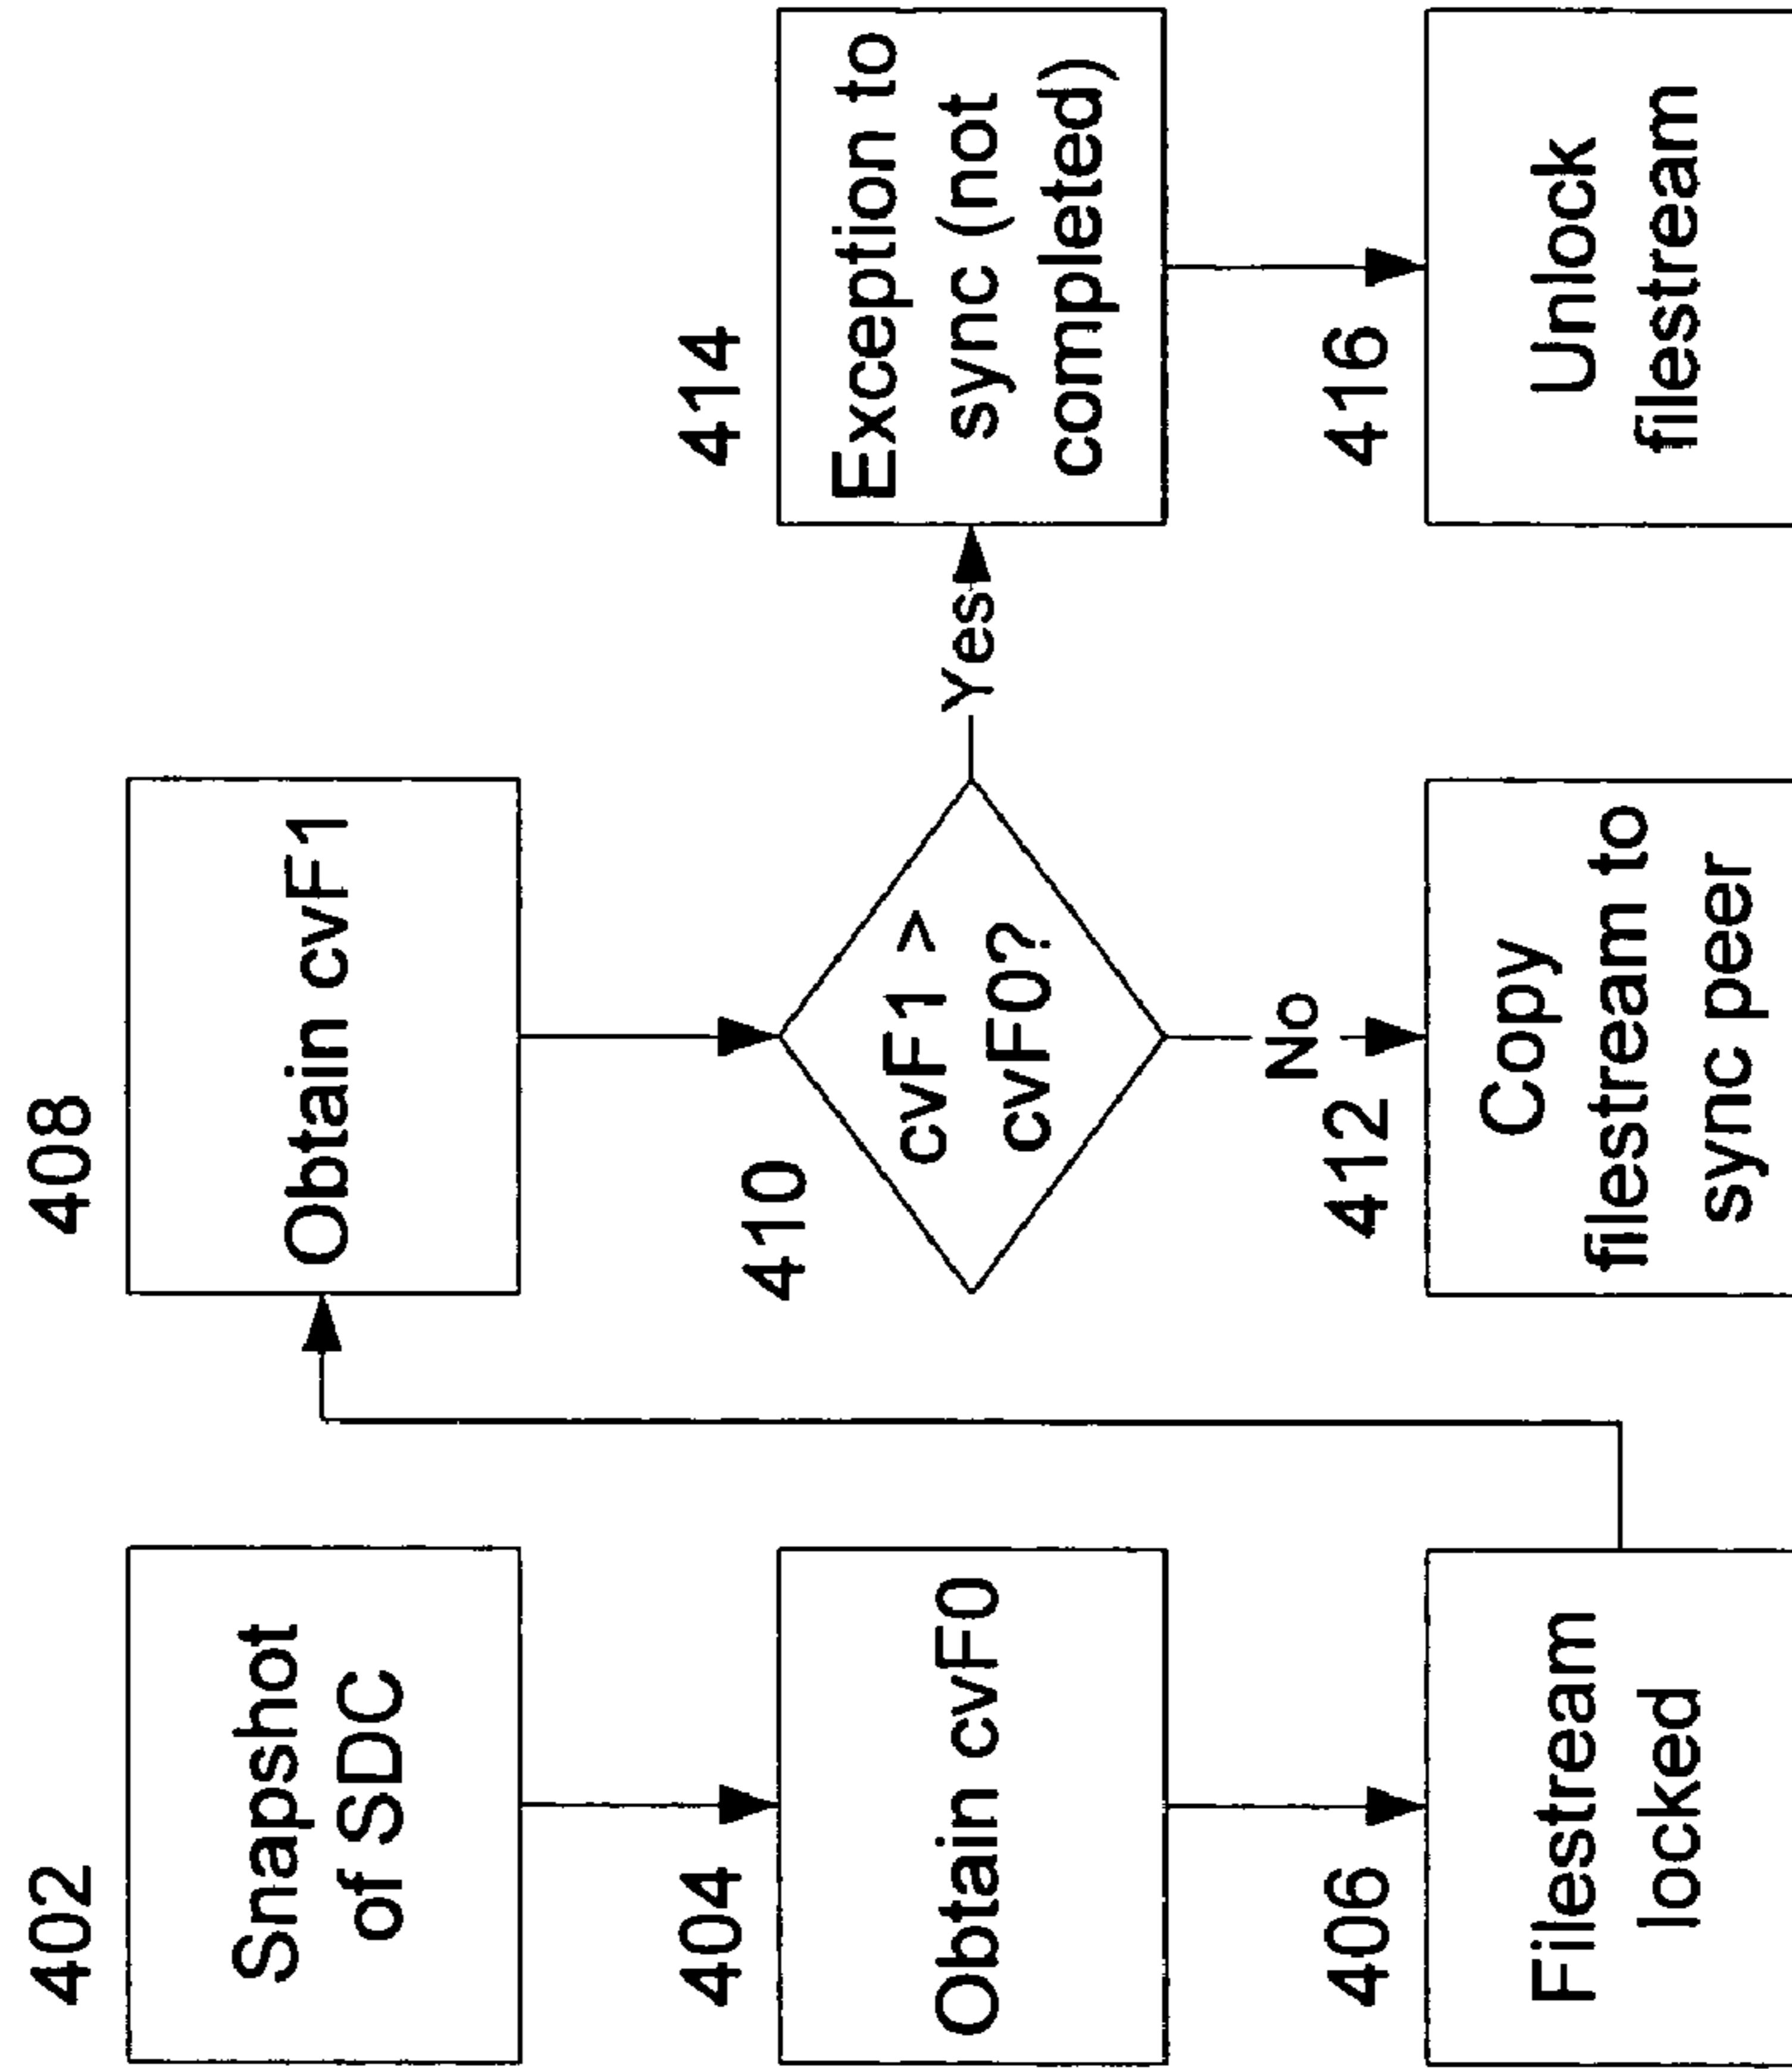 402
Snapshot
of SDC
404
Obtain cvF0
406
Filestream
locked
408
Obtain cvF1
410
cvF1 >
cvF0?
Yes
No
412
Copy
filestream to
sync peer
414
Exception to
sync (not
completed)
416
Unlock
filestream